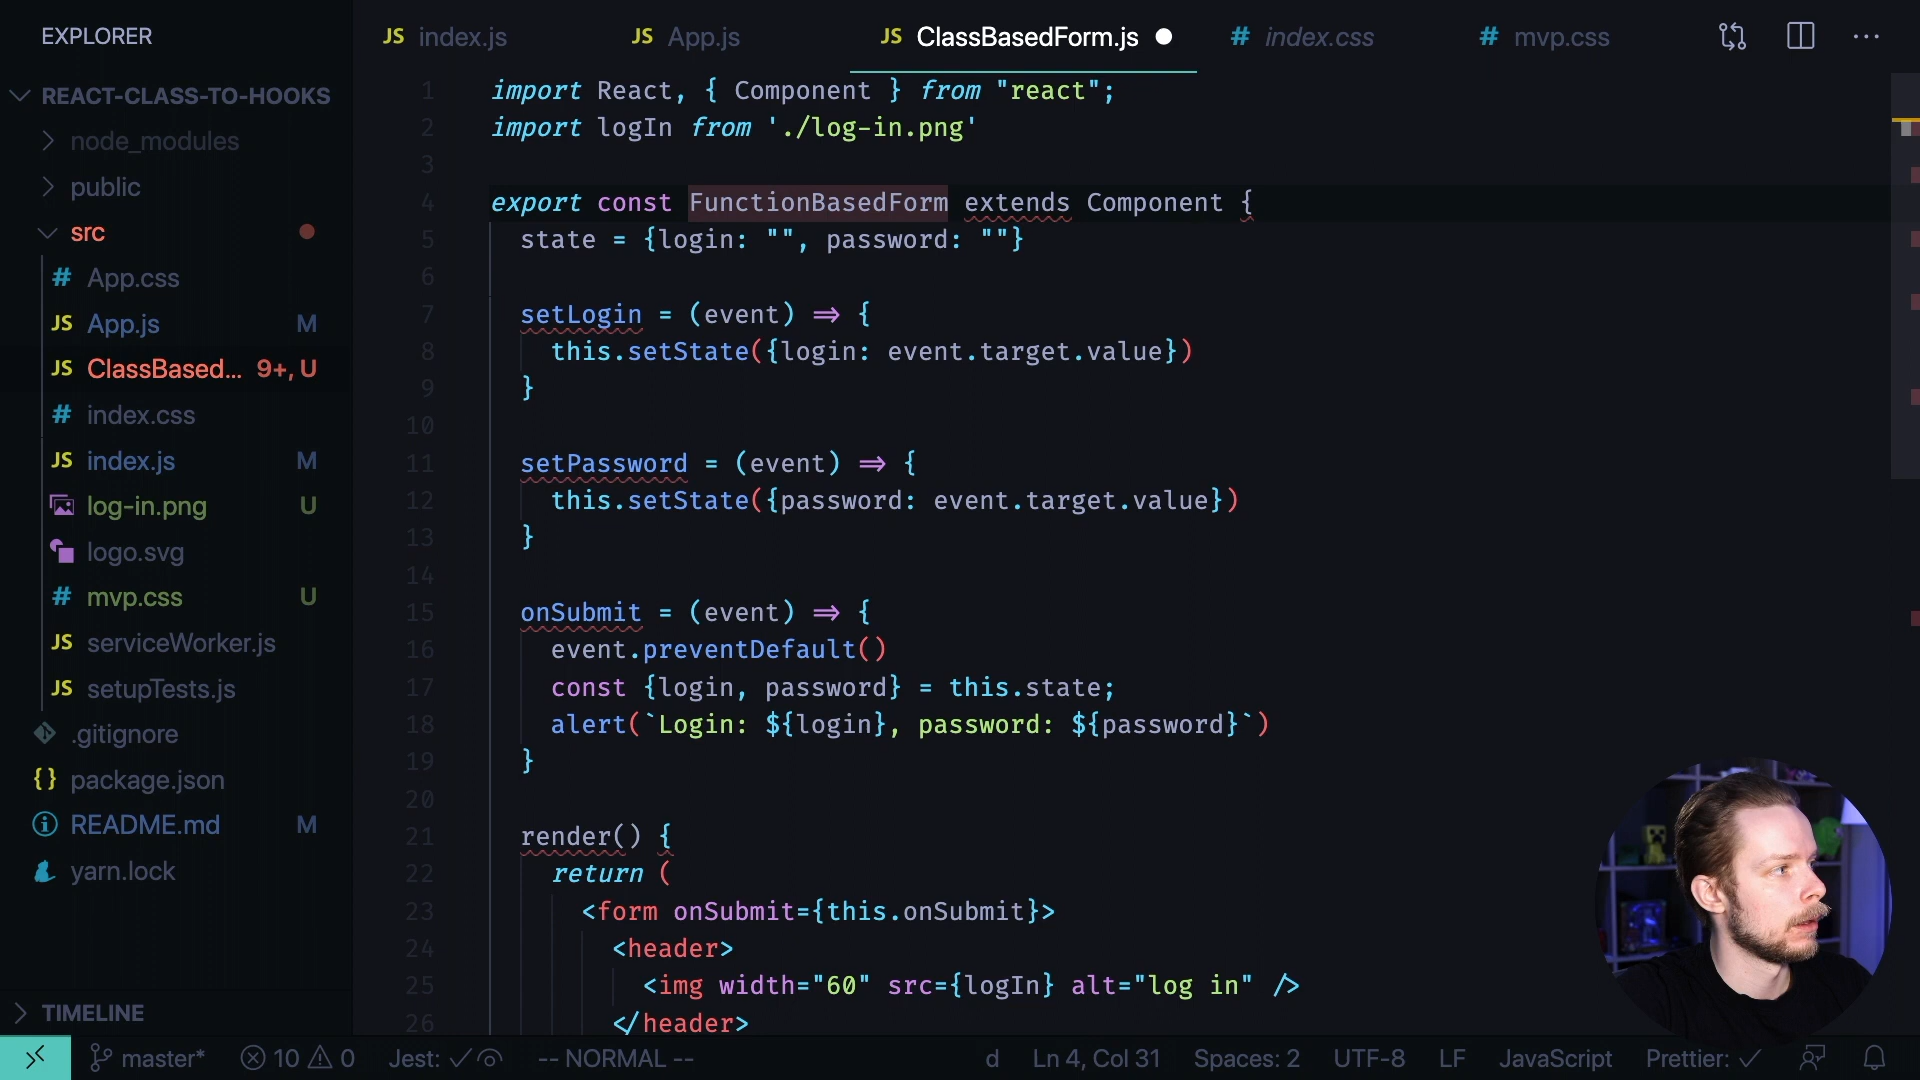 EXPLORER
REACT-CLASS-TO-HOOKS
node_modules
public
src
# App.css
JS App.js M
JS ClassBased... 9+, U
# index.css
JS index.js M
log-in.png U
logo.svg
# mvp.css U
JS serviceWorker.js
JS setupTests.js
.gitignore
{} package.json
README.md M
yarn.lock
TIMELINE
JS index.js
JS App.js
JS ClassBasedForm.js
# index.css
# mvp.css
...
1 import React, { Component } from "react";
2 import logIn from './log-in.png'
3
4 export const FunctionBasedForm extends Component {
5 state = {login: "", password: ""}
6
7 setLogin = (event) => {
8 this.setState({login: event.target.value})
9 }
10
11 setPassword = (event) => {
12 this.setState({password: event.target.value})
13 }
14
15 onSubmit = (event) => {
16 event.preventDefault()
17 const {login, password} = this.state;
18 alert(`Login: ${login}, password: ${password}`)
19 }
20
21 render() {
22 return (
23 <form onSubmit={this.onSubmit}>
24 <header>
25 <img width="60" src={logIn} alt="log in" />
26 </header>
master* 10 0 Jest: -- NORMAL -- d Ln 4, Col 31 Spaces: 2 UTF-8 LF JavaScript Prettier: